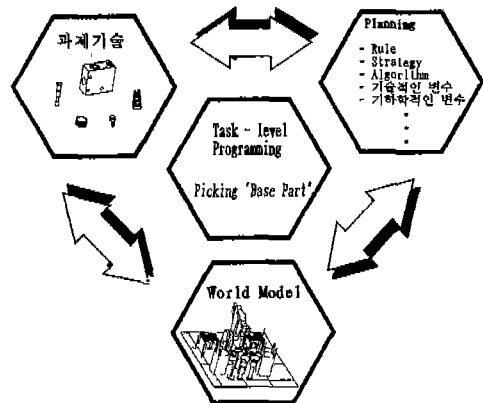 과제기술
Planning
- Rule
- Strategy
- Algorithm
- 기술적인 변수
- 기하학적인 변수
Task - level
Programming
Picking 'Base Part'
World Model